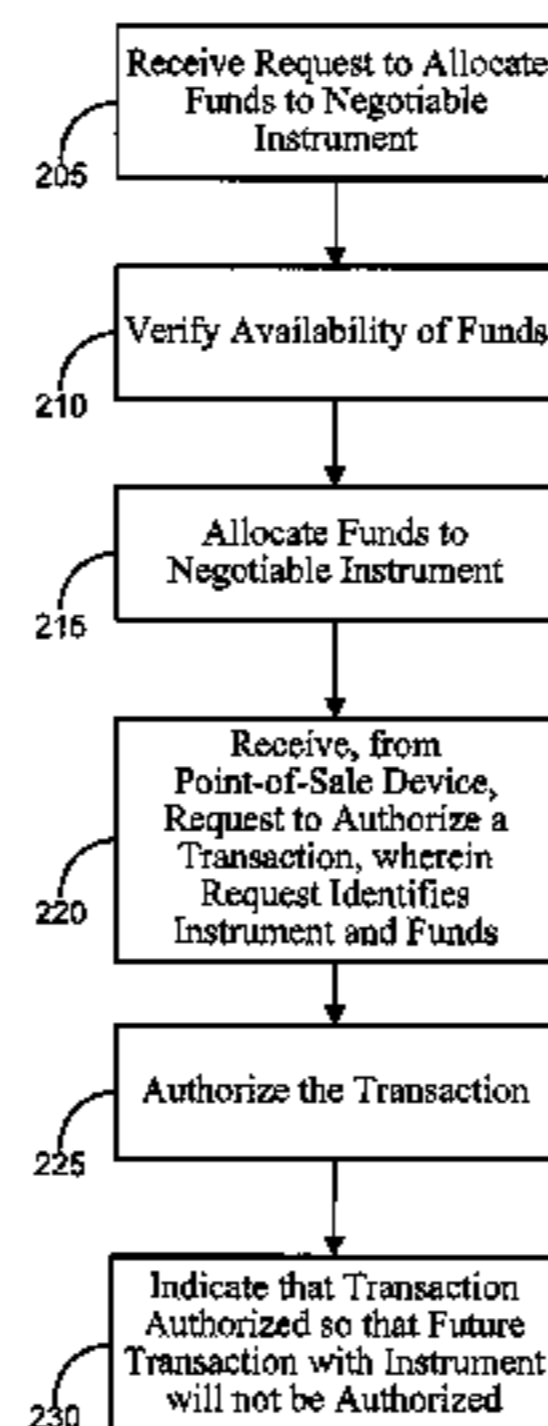 Receive Request to Allocate
Funds to Negotiable
Instrument
205
Verify Availability of Funds
210
Allocate Funds to
Negotiable Instrument
215
Receive, from
Point-of-Sale Device,
Request to Authorize a
Transaction, wherein
Request Identifies
Instrument and Funds
220
Authorize the Transaction
225
Indicate that Transaction
Authorized so that Future
Transaction with Instrument
will not be Authorized
230